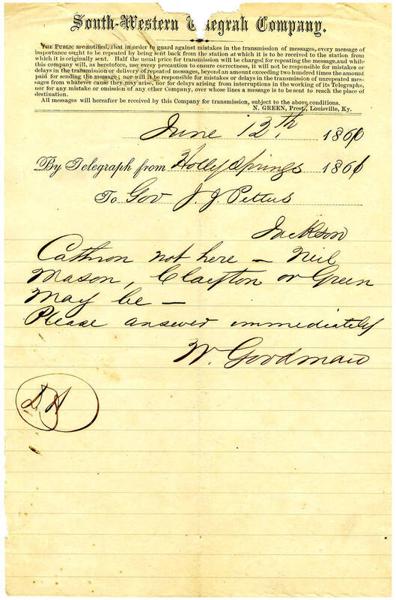 South-Western Telegrah Company.
The Public are notified, that in order to guard against mistakes in the transmission of messages, every message of
importance ought to be repeated by being sent back from the station at which it is to be received to the station from
which it is originally sent. Half the usual price for transmission will be charged for repeating the message, and while
this company will, as heretofore, use every precaution to ensure correctness, it will not be responsible for mistakes or
delays in the transmission or delivery of repeated messages, beyond an amount exceeding two hundred times the amount
paid for sending the message; nor will it be responsible for mistakes or delays in the transmission of unrepeated mes-
sages from whatever cause they may arise, nor for delays arising from interruptions in the working of its Telegraphs,
nor for any mistake or omission of any other Company, over whose lines a message is to be sent to reach the place of
destination.
All messages will hereafter be received by this Company for transmission, subject to the above conditions.
N. GREEN, Prest., Louisville, Ky.
June 12th 1860
By Telegraph from Holly Springs 1861
To Gov J. J. Pettus
Jackson
Cathron not here — Neil
Mason, Clayton or Green
May be —
Please answer immediately
W. Goodman